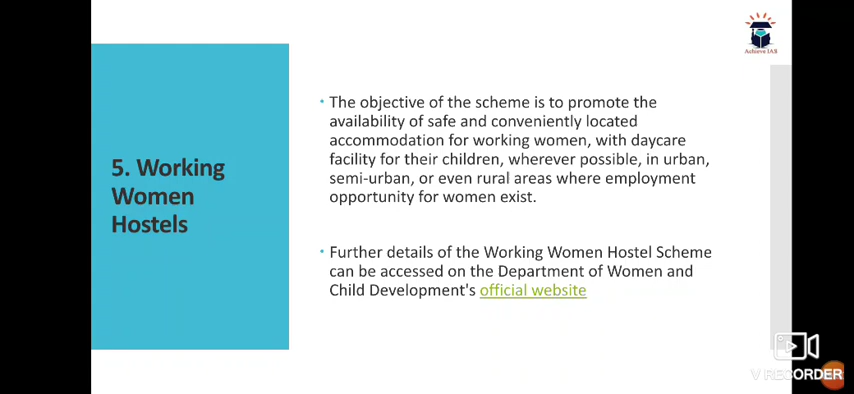 Achieve IAS
5. Working
Women
Hostels
• The objective of the scheme is to promote the
availability of safe and conveniently located
accommodation for working women, with daycare
facility for their children, wherever possible, in urban,
semi-urban, or even rural areas where employment
opportunity for women exist.
• Further details of the Working Women Hostel Scheme
can be accessed on the Department of Women and
Child Development's official website
V RECORDER